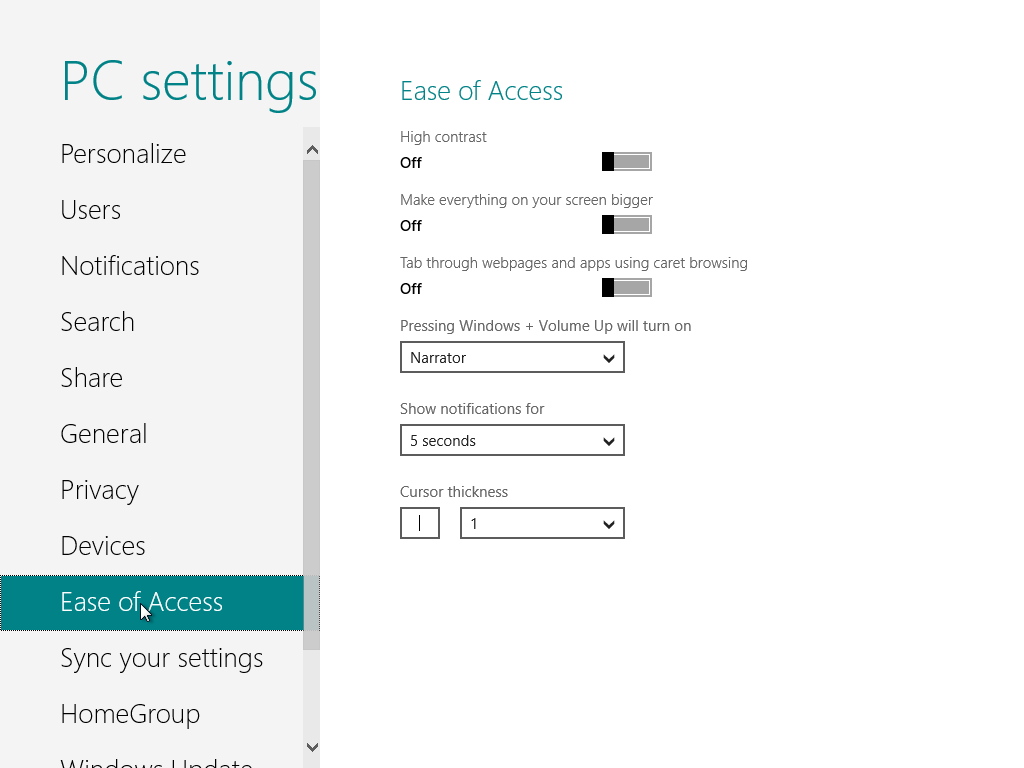 PC settings
Personalize
Users
Notifications
Search
Share
General
Privacy
Devices
Ease of Access
Sync your settings
HomeGroup
Windows Update
Ease of Access
High contrast
Off
Make everything on your screen bigger
Off
Tab through webpages and apps using caret browsing
Off
Pressing Windows + Volume Up will turn on
Narrator
Show notifications for
5 seconds
Cursor thickness
1